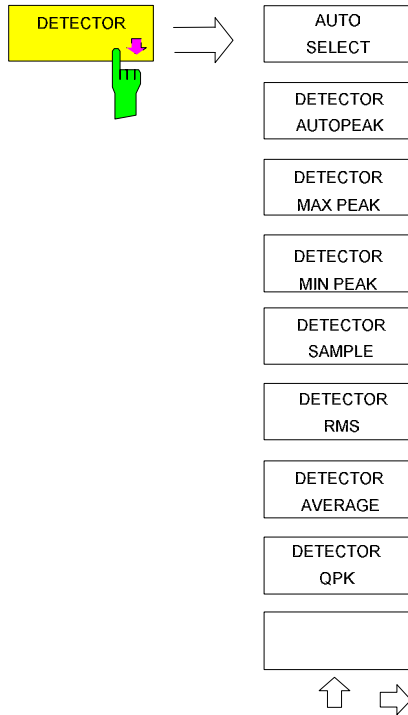 DETECTOR
AUTO
SELECT
DETECTOR
AUTOPEAK
DETECTOR
MAX PEAK
DETECTOR
MIN PEAK
DETECTOR
SAMPLE
DETECTOR
RMS
DETECTOR
AVERAGE
DETECTOR
QPK